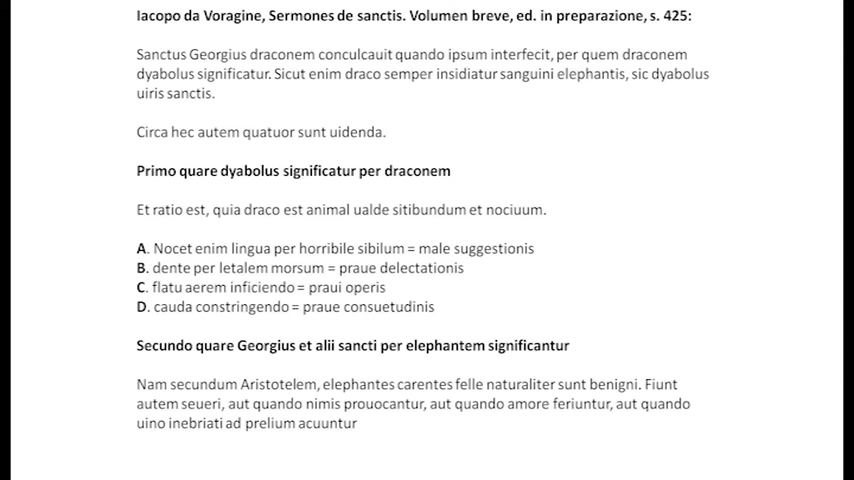 Iacopo da Voragine, Sermones de sanctis. Volumen breve, ed. in preparazione, s. 425:
Sanctus Georgius draconem conculcauit quando ipsum interfecit, per quem draconem
dyabolus significatur. Sicut enim draco semper insidiatur sanguini elephantis, sic dyabolus
uiris sanctis.
Circa hec autem quatuor sunt uidenda.
Primo quare dyabolus significatur per draconem
Et ratio est, quia draco est animal ualde sitibundum et nociuum.
A. Nocet enim lingua per horribile sibilum = male suggestionis
B. dente per letalem morsum = praue delectationis
C. flatu aerem inficiendo = praui operis
D. cauda constringendo = praue consuetudinis
Secundo quare Georgius et alii sancti per elephantem significantur
Nam secundum Aristotelem, elephantes carentes felle naturaliter sunt benigni. Fiunt
autem seueri, aut quando nimis prouocantur, aut quando amore feriuntur, aut quando
uino inebriati ad prelium acuuntur